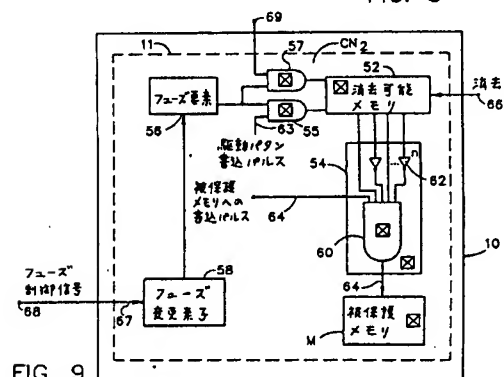 69
11
57
CN2
52
フューズ要素
56
消去可能
メモリ
消去
66
63
55
駆動パタン
書込パルス
54
n
62
被保護
メモリへの
書込パルス
64
60
10
フューズ
制御信号
68
67
58
フューズ
変更素子
64
被保護
メモリ
M
FIG. 9